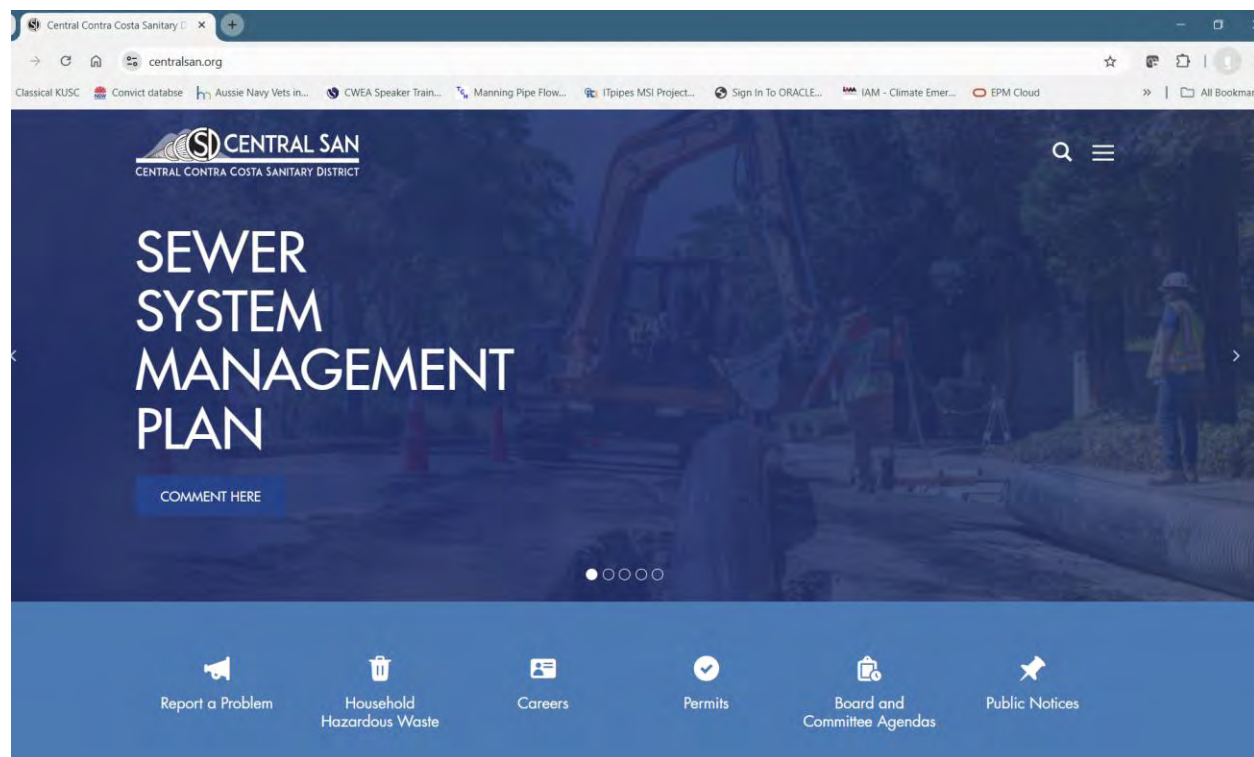 Central Contra Costa Sanitary D
centralsan.org
Classical KUSC Convict databse Aussie Navy Vets in... CWEA Speaker Train... Manning Pipe Flow... ITpipes MSI Project... Sign In To ORACLE... IAM - Climate Emer... EPM Cloud » All Bookmar
CENTRAL SAN
CENTRAL CONTRA COSTA SANITARY DISTRICT
SEWER
SYSTEM
MANAGEMENT
PLAN
COMMENT HERE
Report a Problem
Household
Hazardous Waste
Careers
Permits
Board and
Committee Agendas
Public Notices